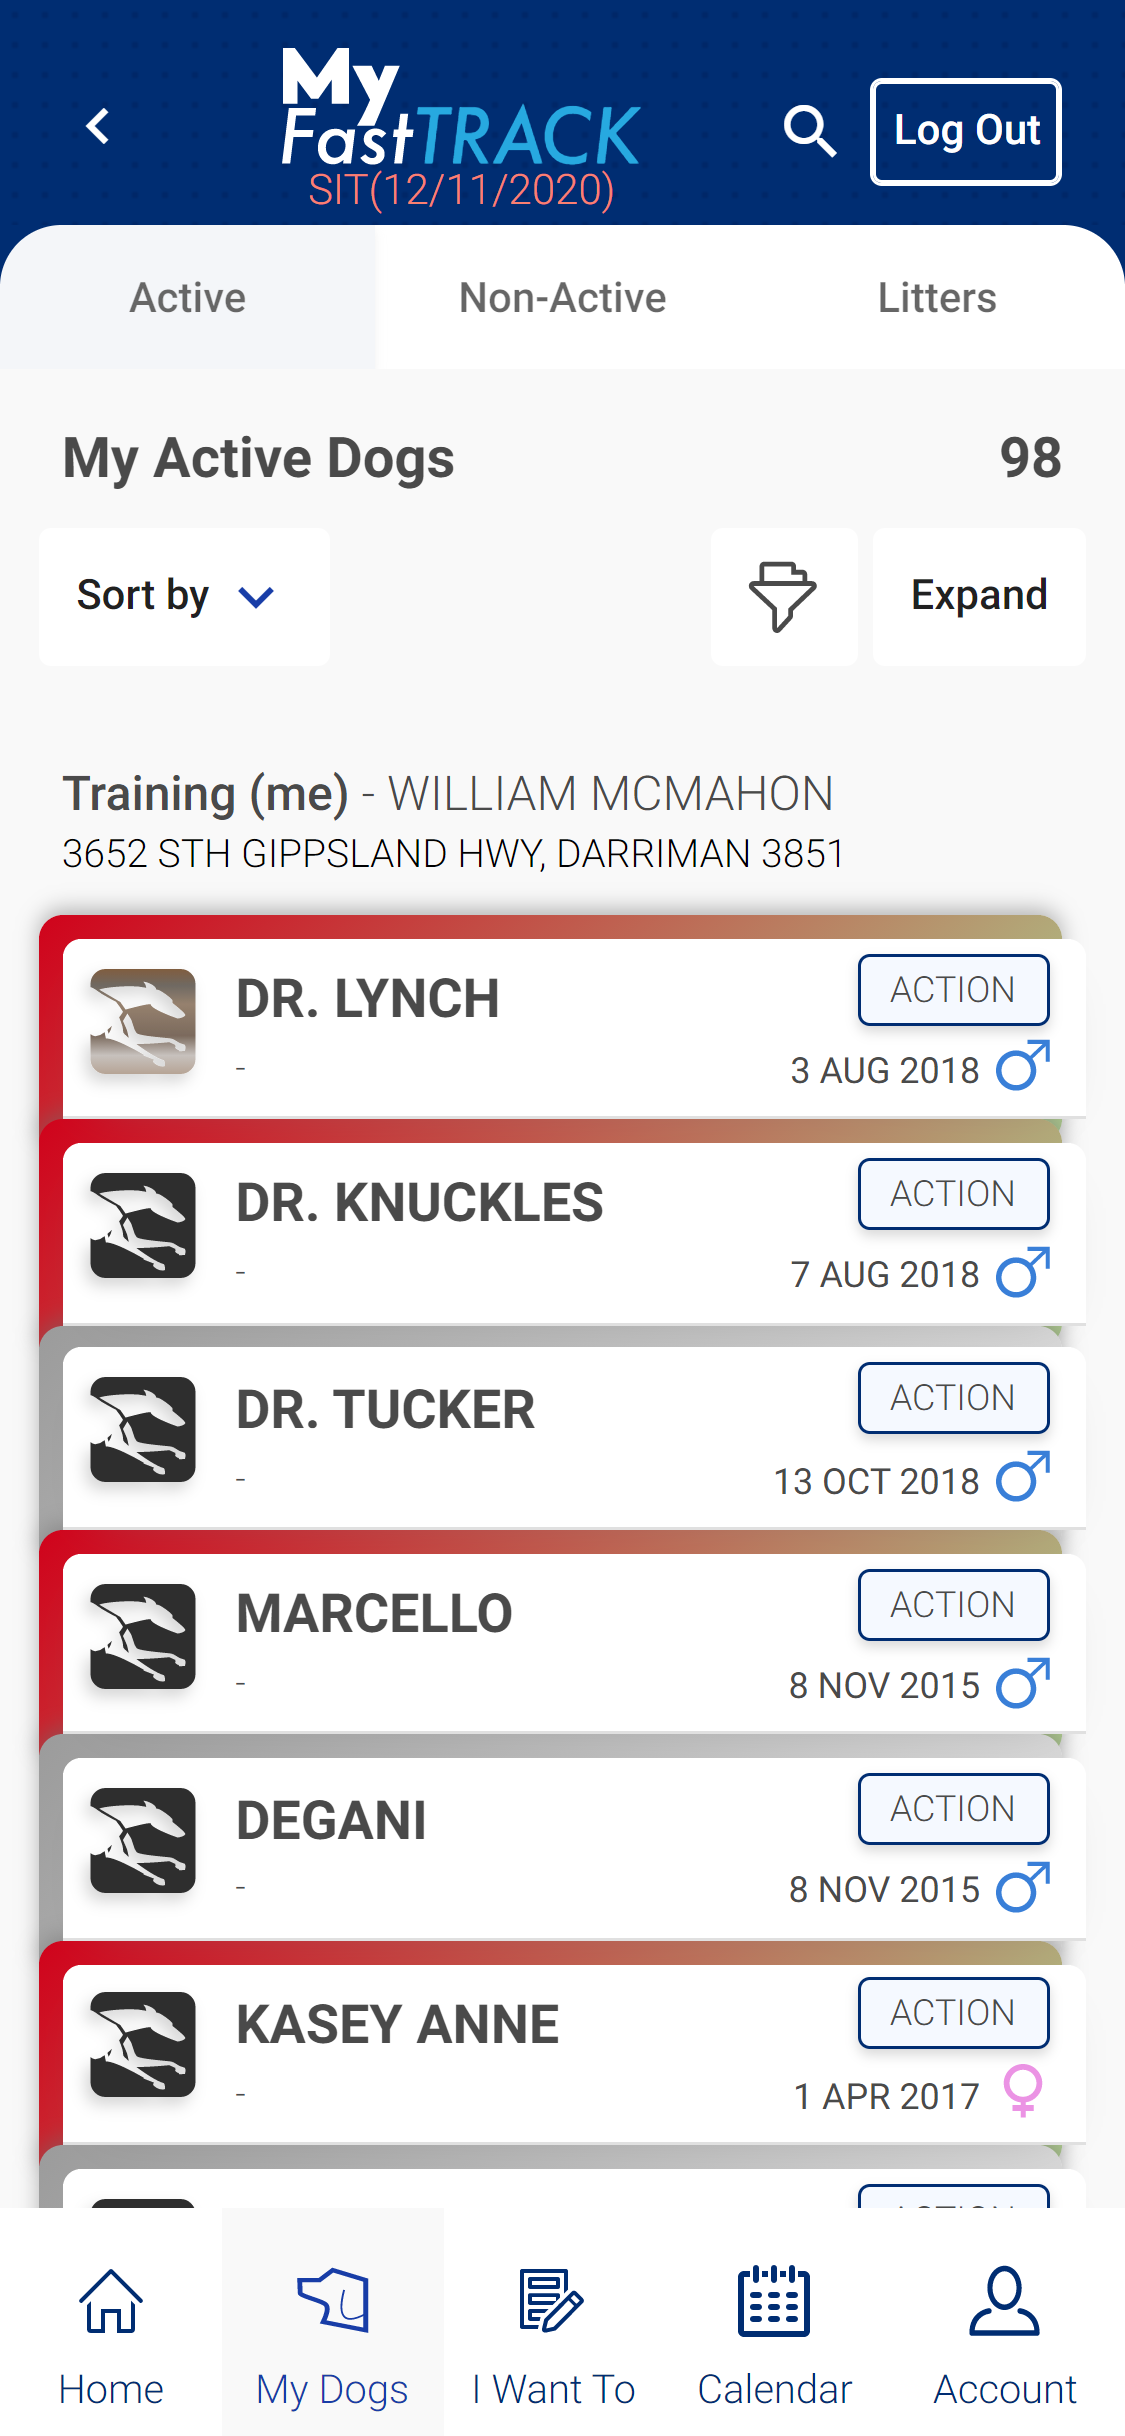 My
FastTRACK
SIT(12/11/2020)
Log Out
Active
Non-Active
Litters
My Active Dogs
98
Sort by
Expand
Training (me) - WILLIAM MCMAHON
3652 STH GIPPSLAND HWY, DARRIMAN 3851
DR. LYNCH
ACTION
-
3 AUG 2018
DR. KNUCKLES
ACTION
-
7 AUG 2018
DR. TUCKER
ACTION
-
13 OCT 2018
MARCELLO
ACTION
-
8 NOV 2015
DEGANI
ACTION
-
8 NOV 2015
KASEY ANNE
ACTION
-
1 APR 2017
Home
My Dogs
I Want To
Calendar
Account